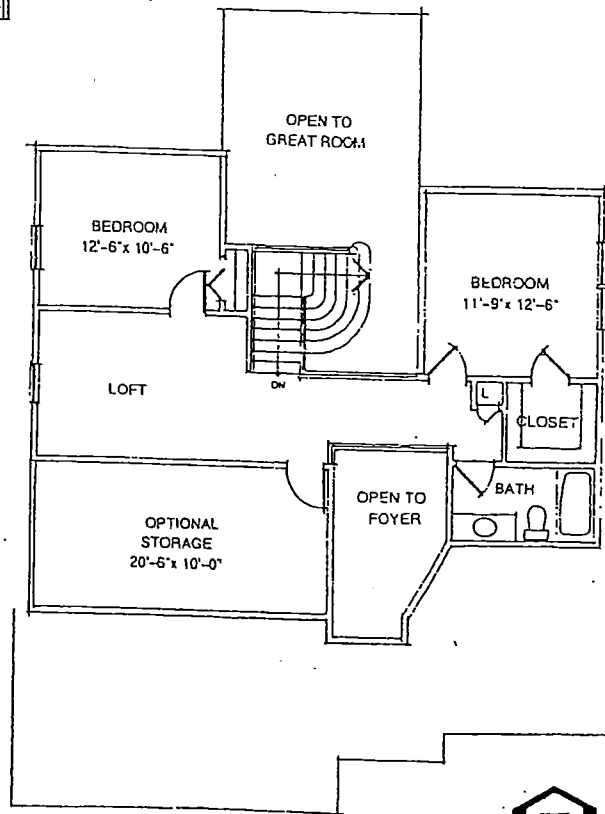 OPEN TO
GREAT ROOM
BEDROOM
12'-6"x 10'-6"
BEDROOM
11'-9"x 12'-6"
LOFT
DN
L
CLOSET
BATH
OPEN TO
FOYER
OPTIONAL
STORAGE
20'-6"x 10'-0"